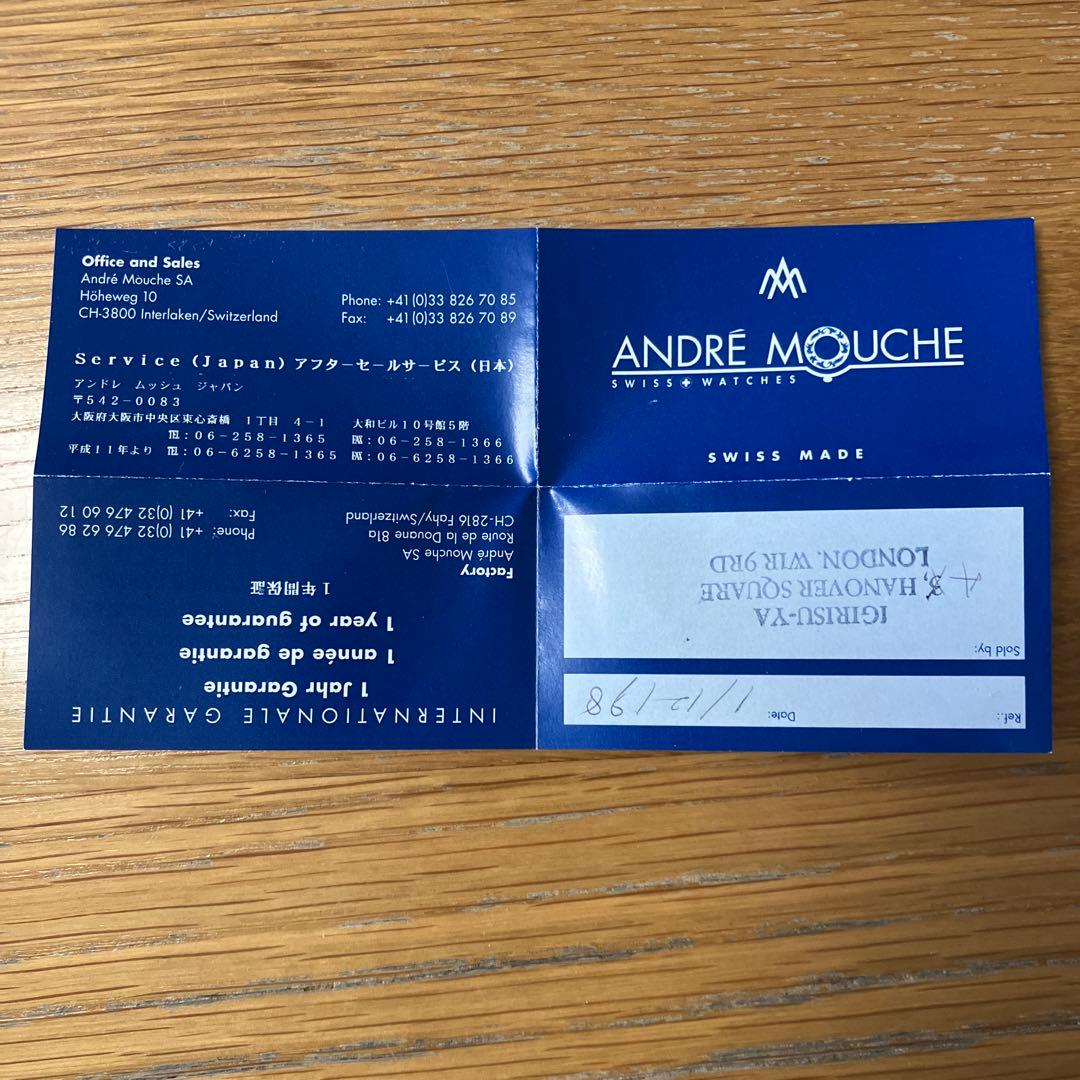 Office and Sales
André Mouche SA
Höheweg 10
CH-3800 Interlaken/Switzerland
Phone: +41 (0)33 826 70 85
Fax: +41 (0)33 826 70 89
Service (Japan) アフターセールサービス (日本)
アンドレ ムッシュ ジャパン
〒542-0083
大阪府大阪市中央区東心斎橋 1丁目 4-1 大和ビル10号館5階
℡:06-258-1365 FAX:06-258-1366
平成11年より ℡:06-6258-1365 FAX:06-6258-1366
ANDRÉ MOUCHE
SWISS WATCHES
SWISS MADE
INTERNATIONALE GARANTIE
1 Jahr Garantie
1 année de garantie
1 year of guarantee
1年間保証
Factory
André Mouche SA
Route de la Douane 81a
CH-2816 Fahy/Switzerland
Phone: +41 (0)32 476 62 86
Fax: +41 (0)32 476 60 12
Ref.:
Date: 1/12-198
Sold by:
IGIRISU-YA
HANOVER SQUARE
LONDON. WIR 9RD